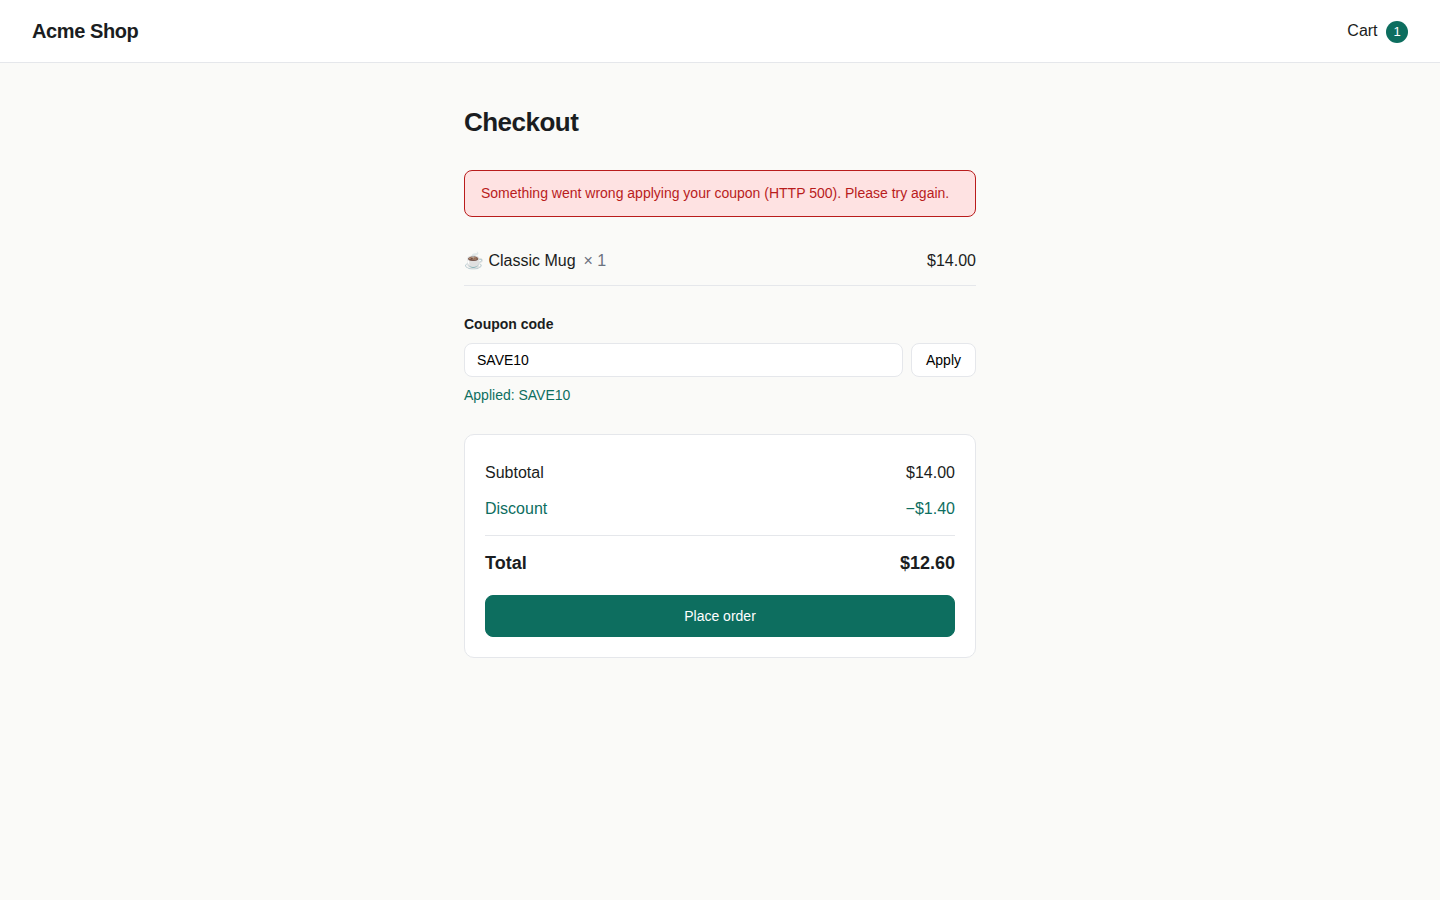 Acme Shop
Cart 1
Checkout
Something went wrong applying your coupon (HTTP 500). Please try again.
Classic Mug × 1 $14.00
Coupon code
SAVE10 Apply
Applied: SAVE10
Subtotal $14.00
Discount −$1.40
Total $12.60
Place order